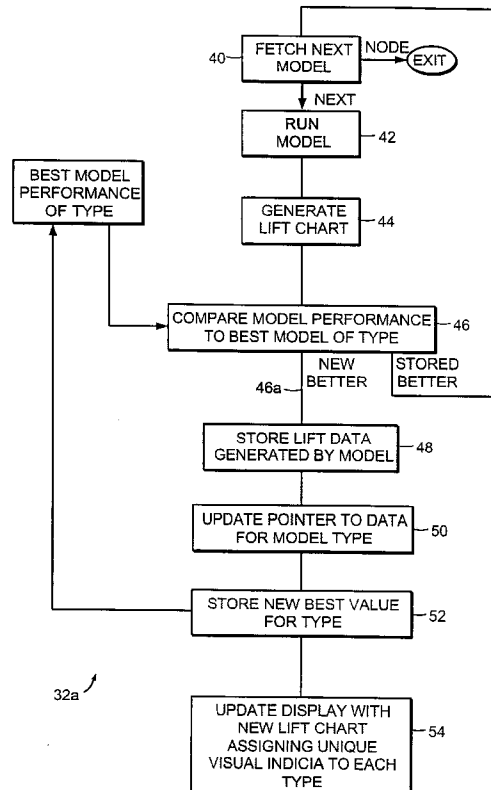 40
FETCH NEXT
MODEL
NODE
EXIT
NEXT
RUN
MODEL
42
BEST MODEL
PERFORMANCE
OF TYPE
GENERATE
LIFT CHART
44
COMPARE MODEL PERFORMANCE
TO BEST MODEL OF TYPE
46
NEW
BETTER
STORED
BETTER
46a
STORE LIFT DATA
GENERATED BY MODEL
48
UPDATE POINTER TO DATA
FOR MODEL TYPE
50
STORE NEW BEST VALUE
FOR TYPE
52
32a
UPDATE DISPLAY WITH
NEW LIFT CHART
ASSIGNING UNIQUE
VISUAL INDICIA TO EACH
TYPE
54